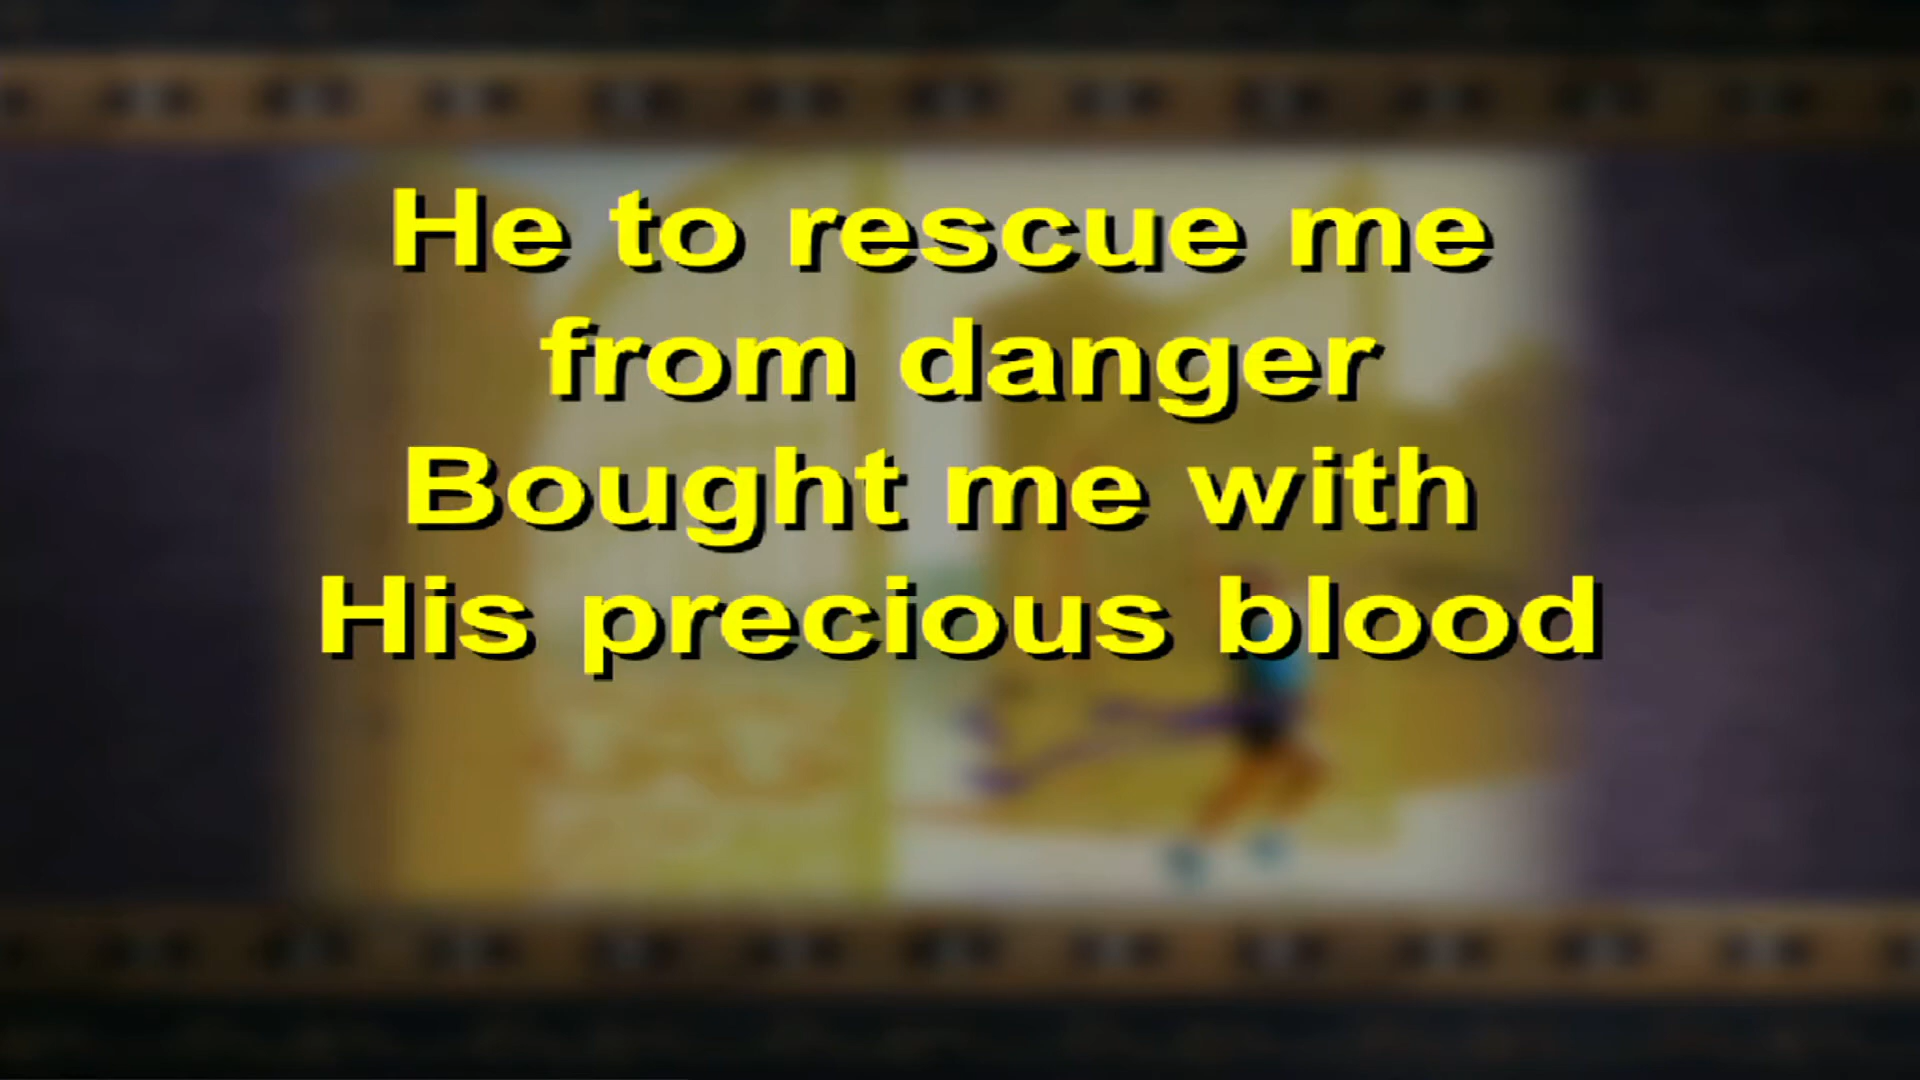 He to rescue me
from danger
Bought me with
His precious blood